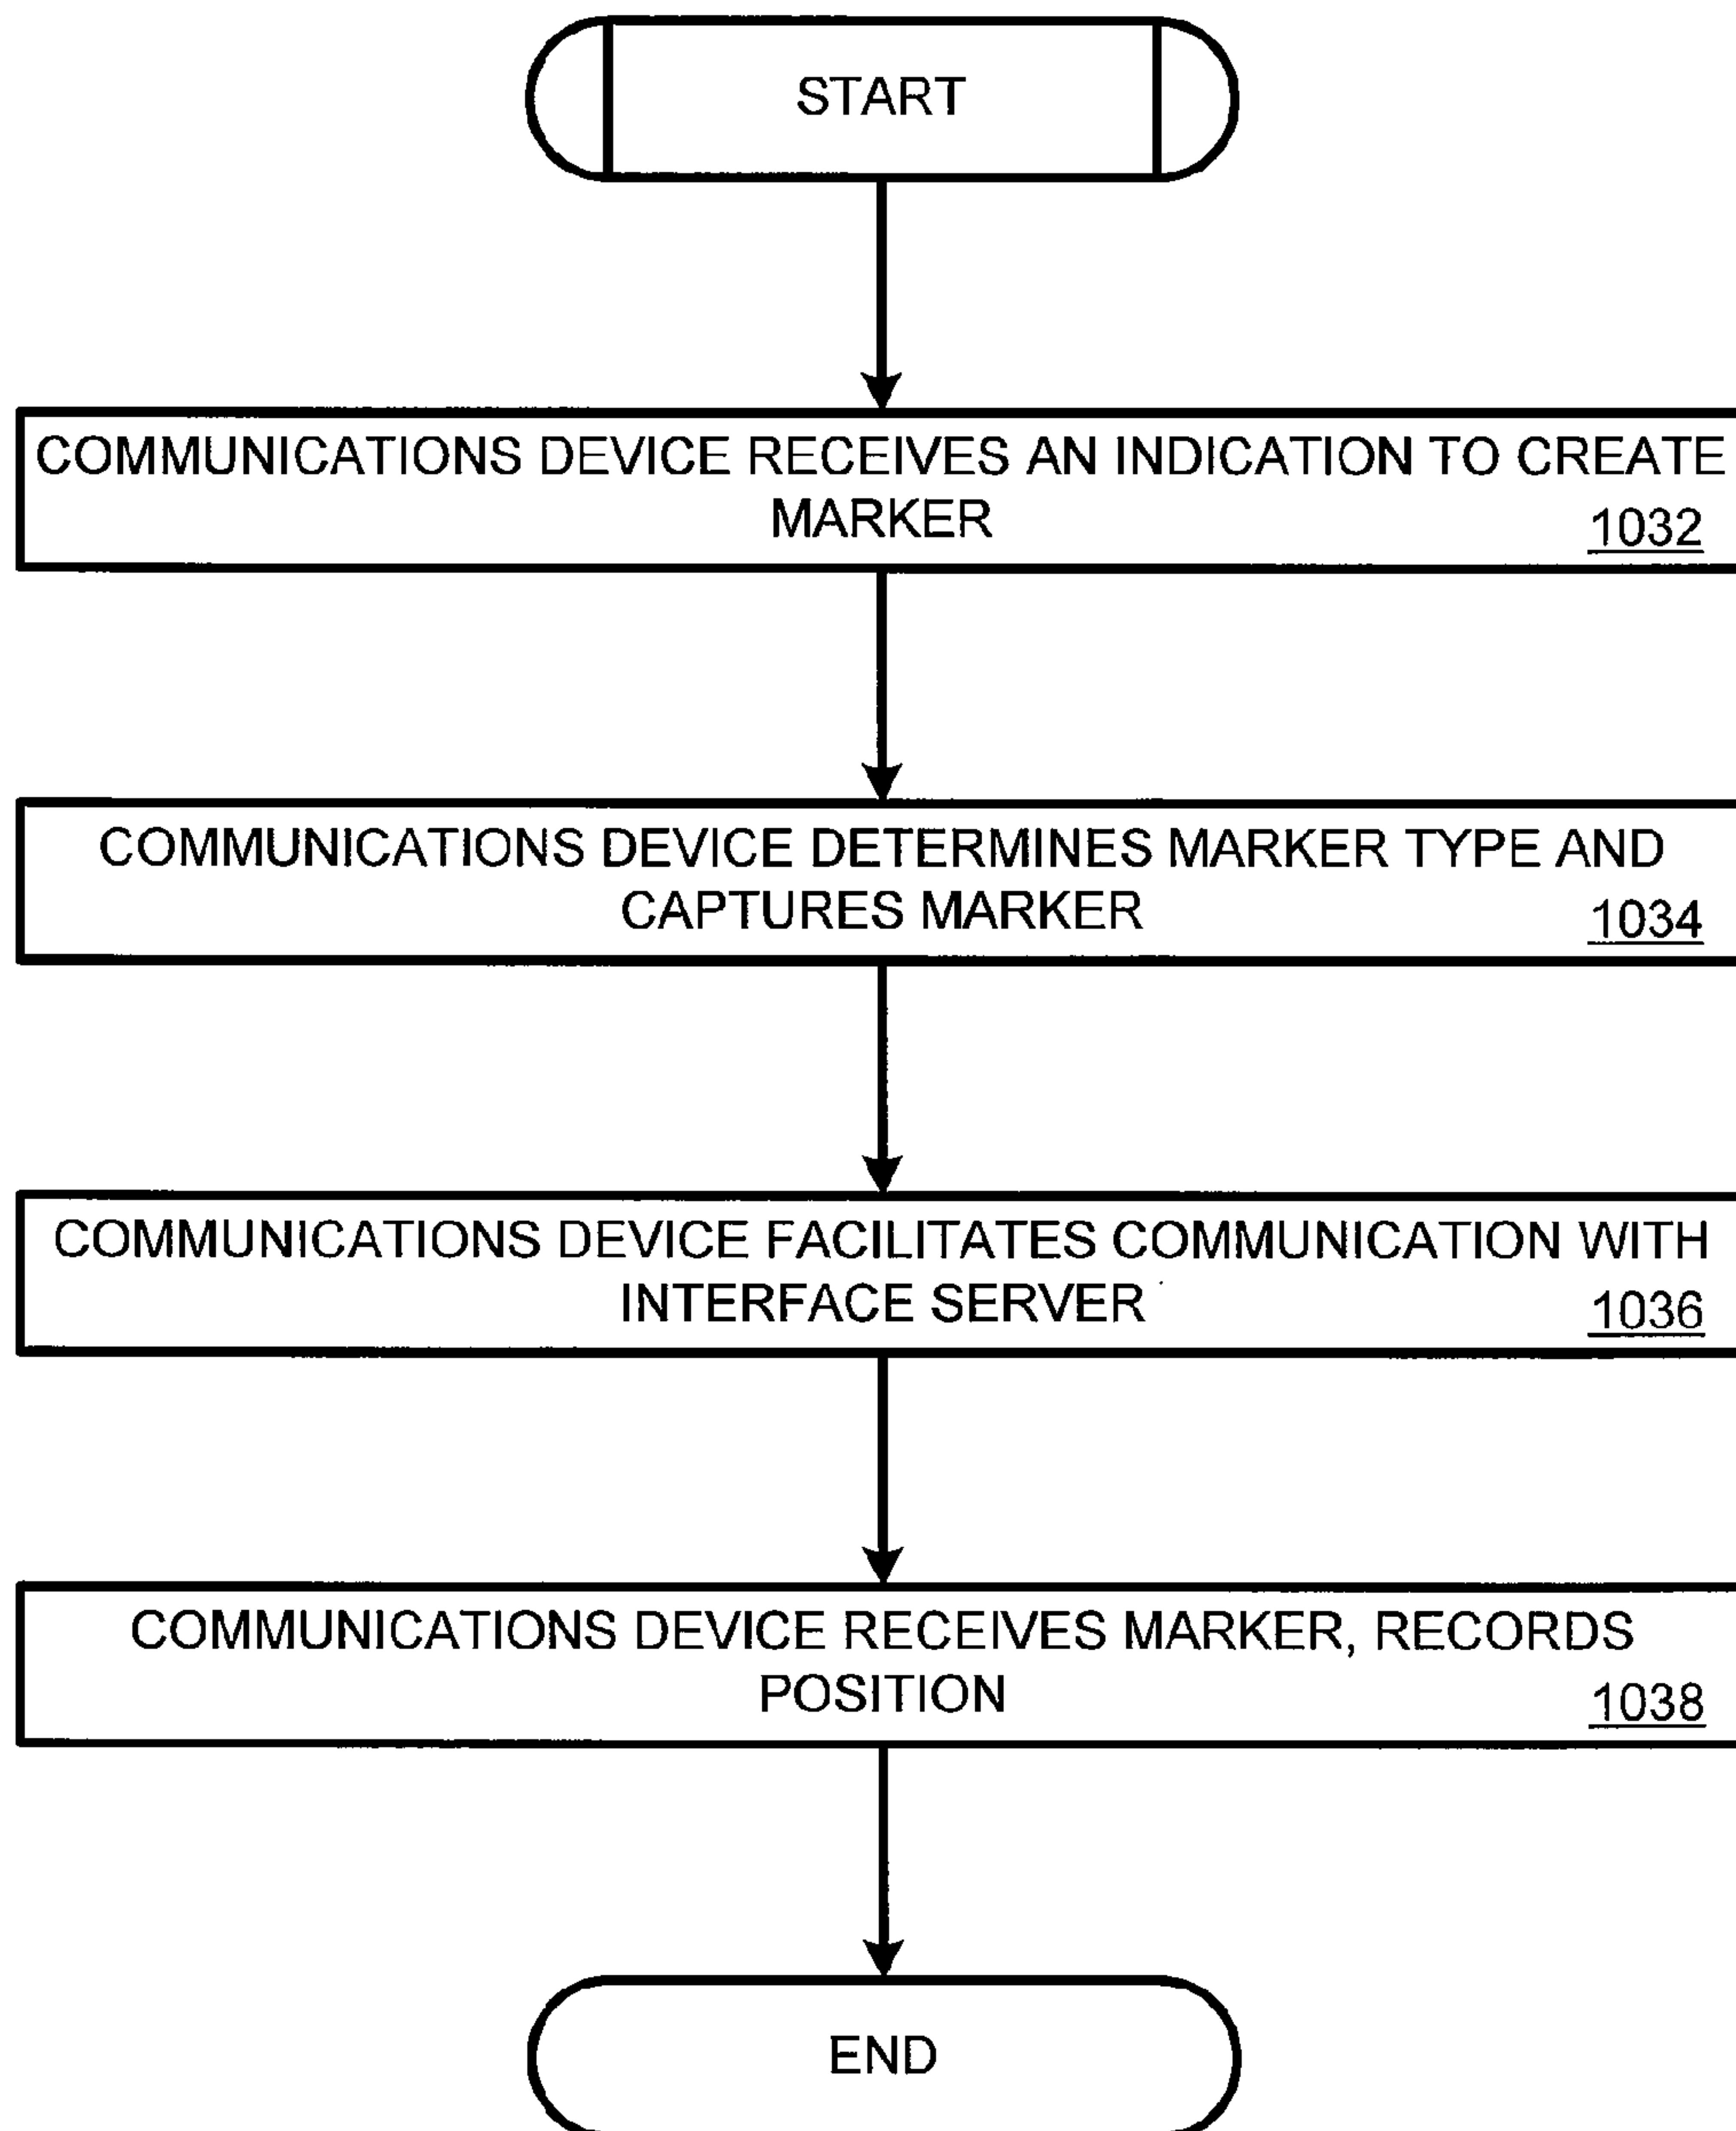 START
COMMUNICATIONS DEVICE RECEIVES AN INDICATION TO CREATE
MARKER
1032
COMMUNICATIONS DEVICE DETERMINES MARKER TYPE AND
CAPTURES MARKER
1034
COMMUNICATIONS DEVICE FACILITATES COMMUNICATION WITH
INTERFACE SERVER
1036
COMMUNICATIONS DEVICE RECEIVES MARKER, RECORDS
POSITION
1038
END